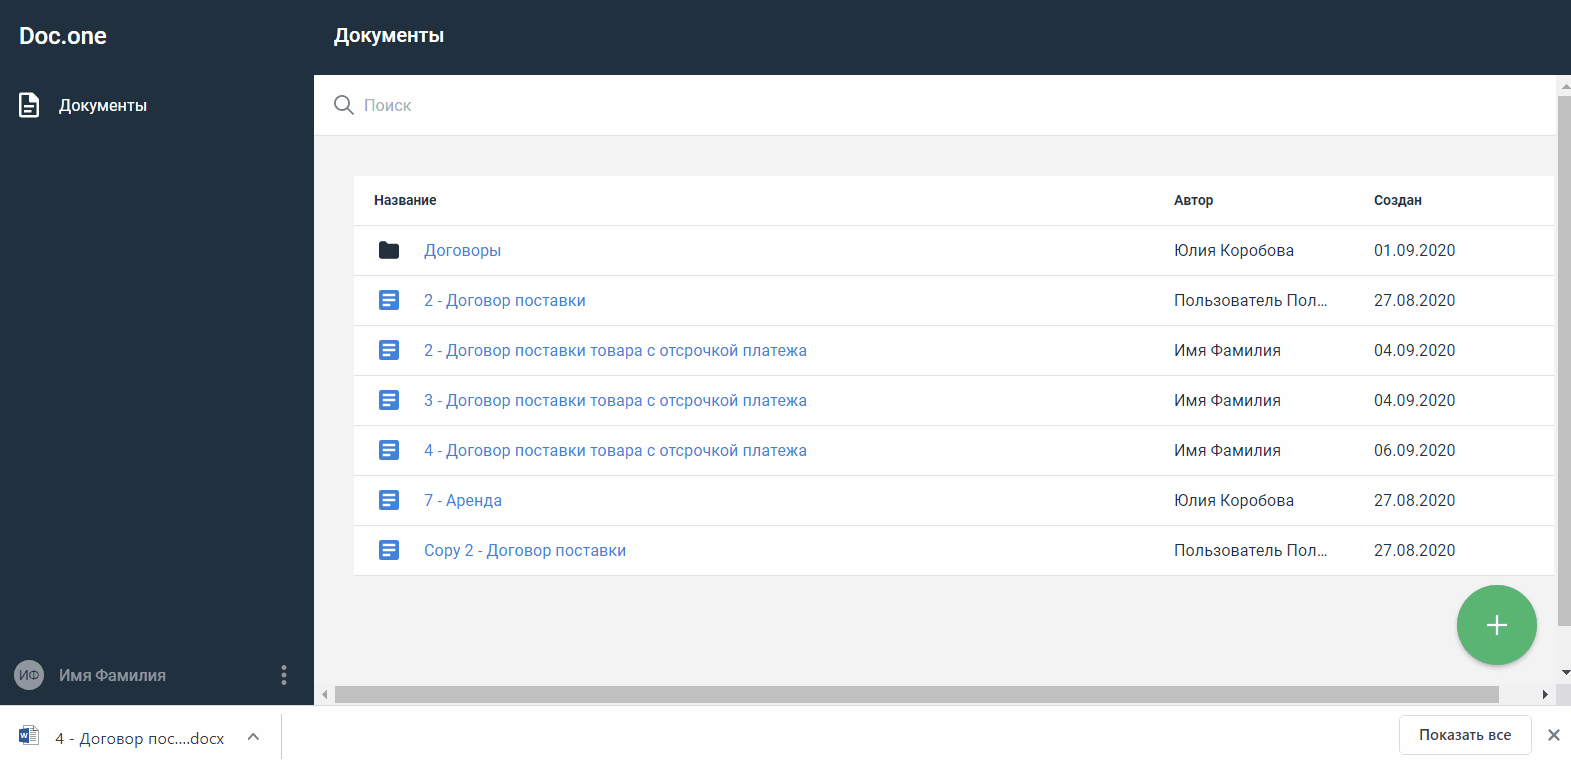 Doc.one
Документы
Документы
Поиск
Название Автор Создан
Договоры Юлия Коробова 01.09.2020
2 - Договор поставки Пользователь Пол... 27.08.2020
2 - Договор поставки товара с отсрочкой платежа Имя Фамилия 04.09.2020
3 - Договор поставки товара с отсрочкой платежа Имя Фамилия 04.09.2020
4 - Договор поставки товара с отсрочкой платежа Имя Фамилия 06.09.2020
7 - Аренда Юлия Коробова 27.08.2020
Copy 2 - Договор поставки Пользователь Пол... 27.08.2020
ИФ Имя Фамилия
4 - Договор пос....docx Показать все